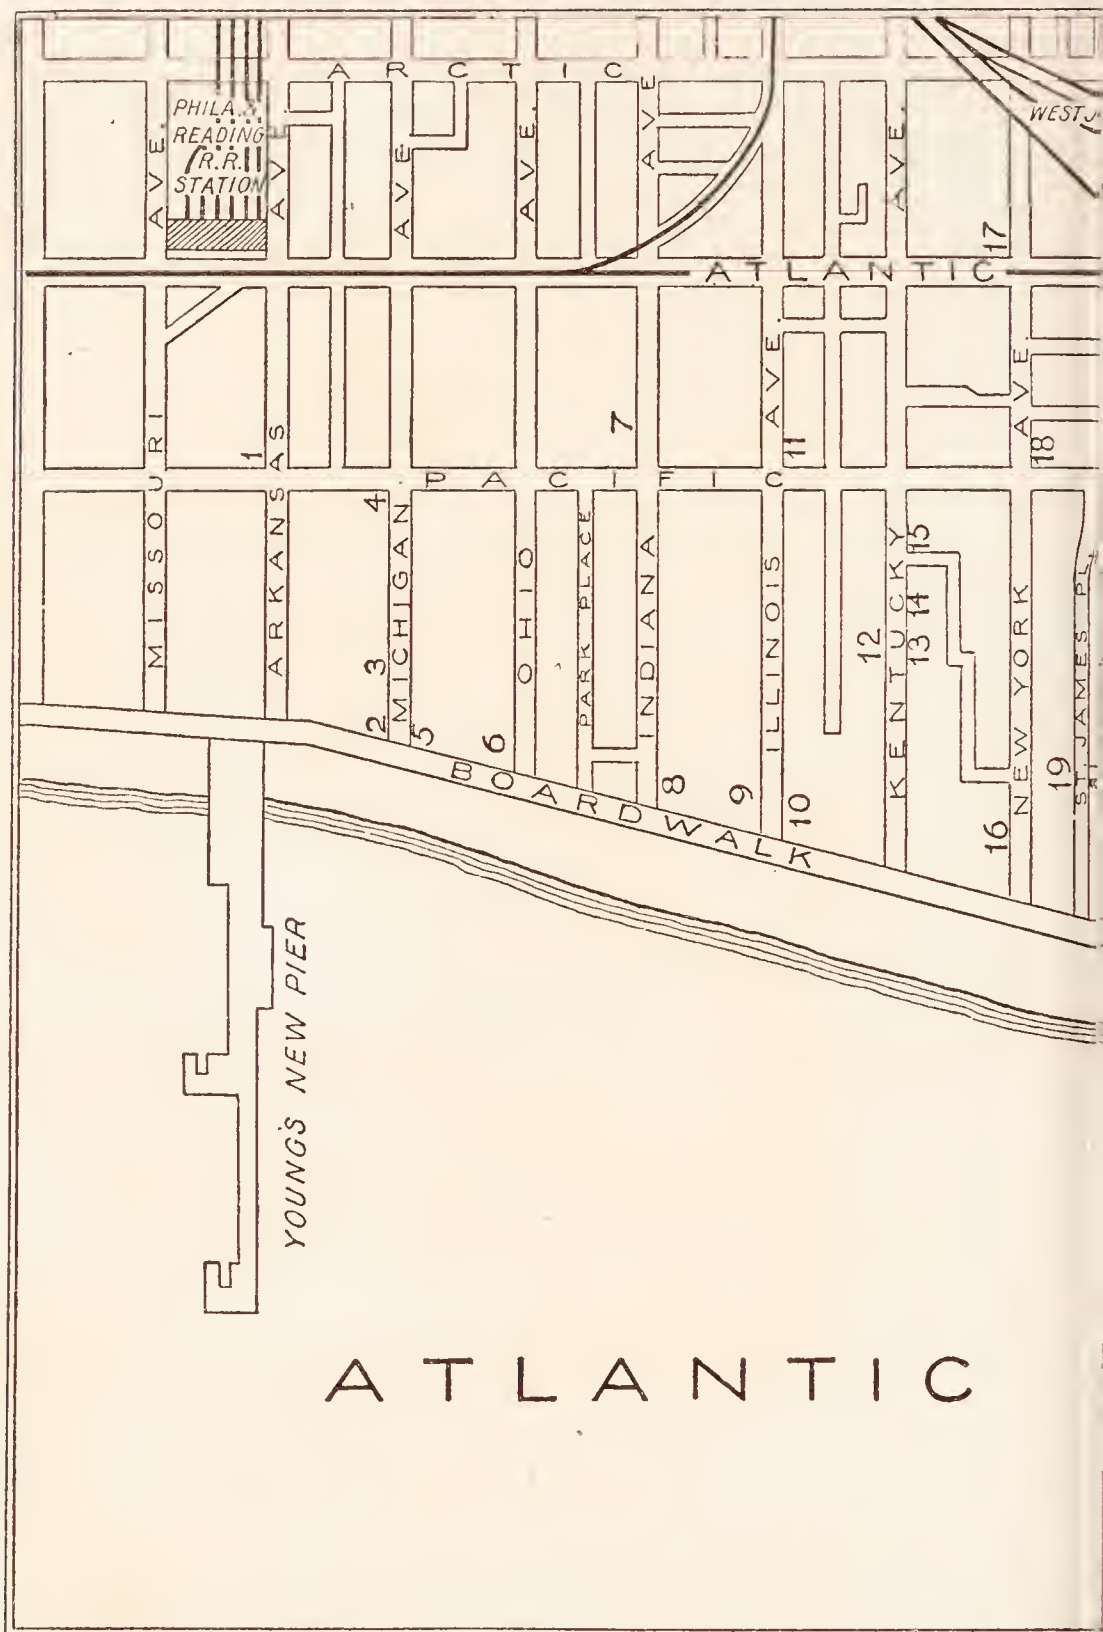 ARCTIC
PHILA. &
READING
R.R.
STATION
AVE.
AVE
AVE
AVE.
AVE
AVE.
WEST J
17
ATLANTIC
MISSOURI
ARKANSAS
1
7
AVE.
11
AVE.
18
PACIFIC
4
MICHIGAN
3
2
5
OHIO
6
PARK PLACE
INDIANA
8
ILLINOIS
9
10
KENTUCKY
12
15
14
13
NEW YORK
16
ST. JAMES PL.
19
BOARDWALK
YOUNG'S NEW PIER
ATLANTIC